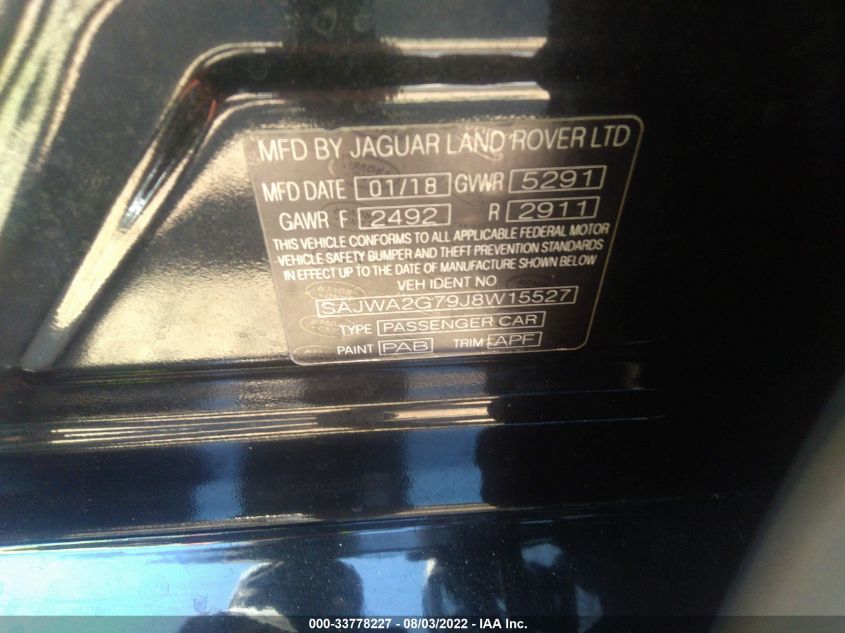 MFD BY JAGUAR LAND ROVER LTD
MFD DATE 01/18 GVWR 5291
GAWR F 2492 R 2911
THIS VEHICLE CONFORMS TO ALL APPLICABLE FEDERAL MOTOR
VEHICLE SAFETY BUMPER AND THEFT PREVENTION STANDARDS
IN EFFECT UP TO THE DATE OF MANUFACTURE SHOWN BELOW
VEH IDENT NO
SAJWA2G79J8W15527
TYPE PASSENGER CAR
PAINT PAB TRIM APF
000-33778227 - 08/03/2022 - IAA Inc.